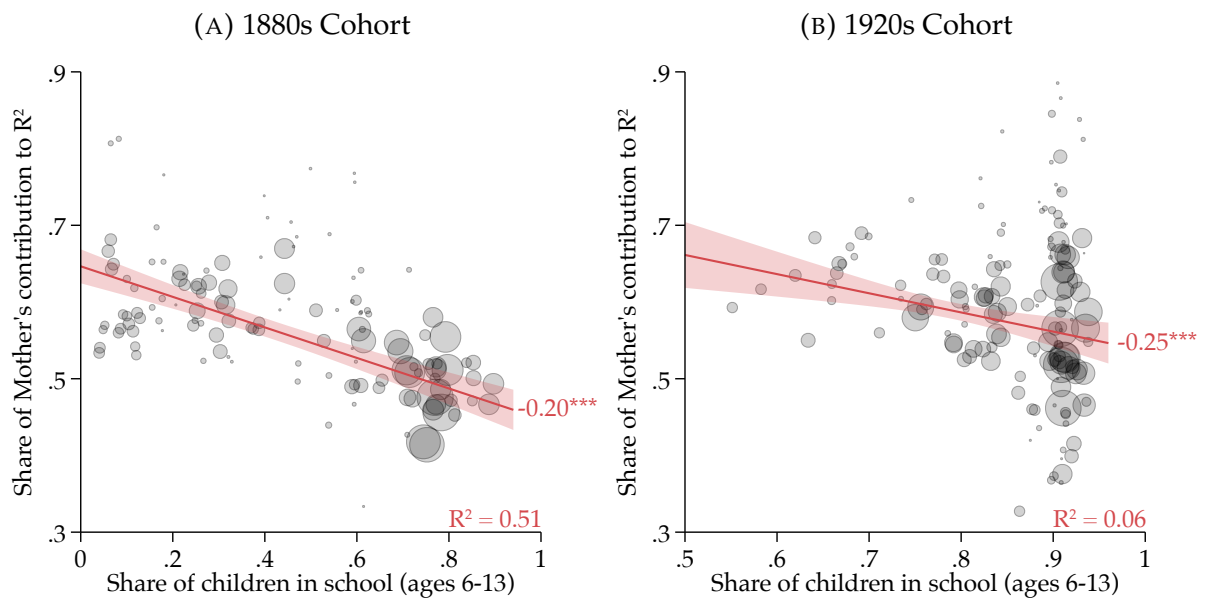 (A) 1880s Cohort
Share of Mother's contribution to R²
.9
.7
.5
.3
-0.20***
R² = 0.51
0
.2
.4
.6
.8
1
Share of children in school (ages 6-13)
(B) 1920s Cohort
Share of Mother's contribution to R²
.9
.7
.5
.3
-0.25***
R² = 0.06
.5
.6
.7
.8
.9
1
Share of children in school (ages 6-13)